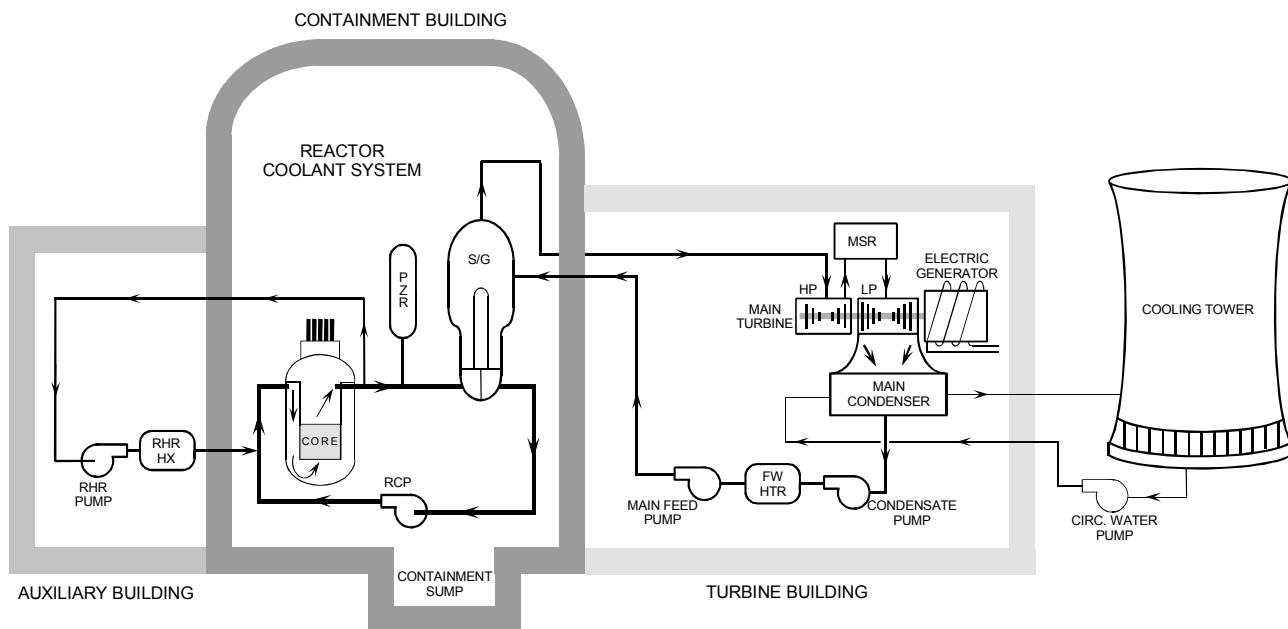 CONTAINMENT BUILDING
REACTOR
COOLANT SYSTEM
S/G
P
Z
R
MSR
ELECTRIC
GENERATOR
HP
LP
MAIN
TURBINE
COOLING TOWER
MAIN
CONDENSER
CORE
RHR
HX
RHR
PUMP
RCP
FW
HTR
MAIN FEED
PUMP
CONDENSATE
PUMP
CIRC. WATER
PUMP
CONTAINMENT
SUMP
AUXILIARY BUILDING
TURBINE BUILDING